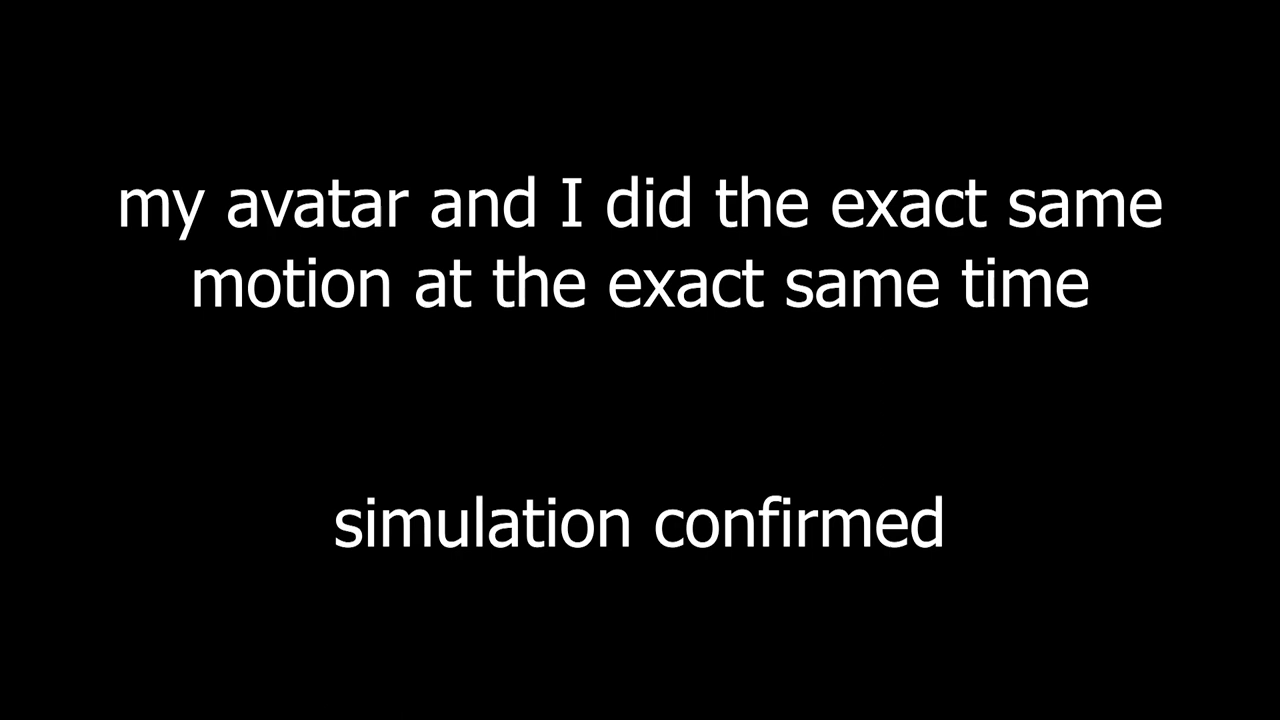 my avatar and I did the exact same
motion at the exact same time
simulation confirmed